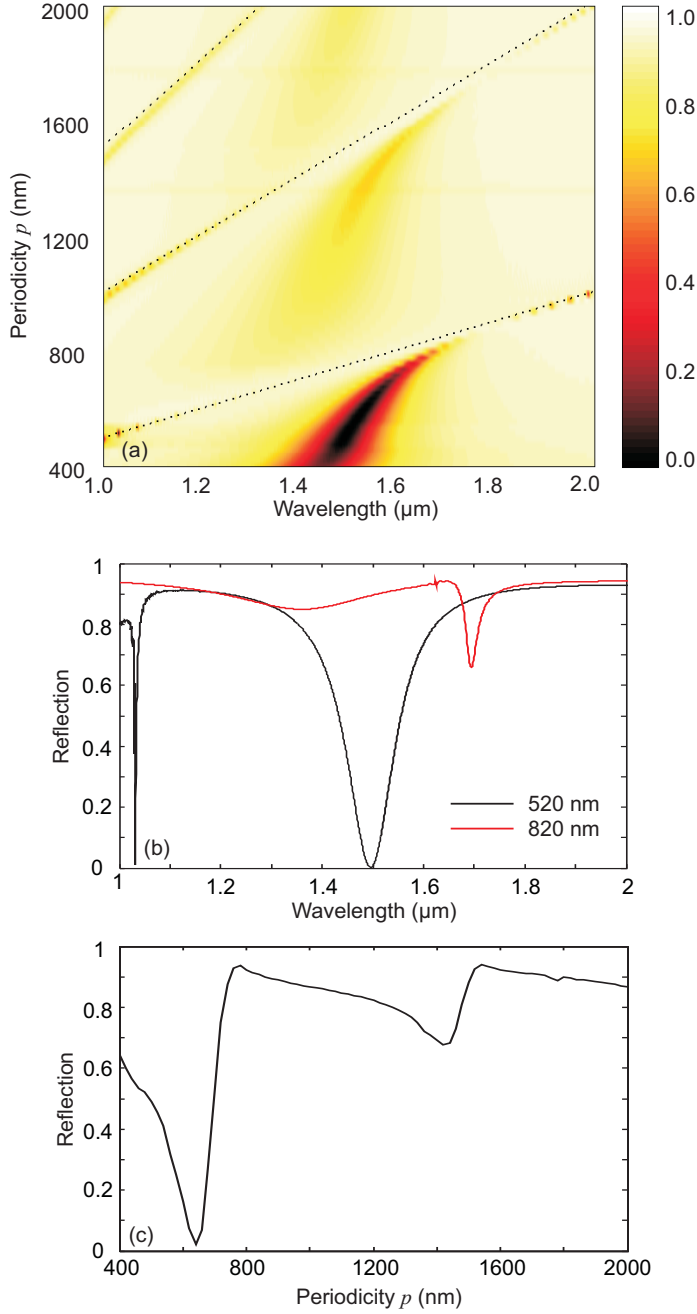 2000
1600
1200
800
400
Periodicity p (nm)
(a)
1.0 1.2 1.4 1.6 1.8 2.0
Wavelength (μm)
1.0
0.8
0.6
0.4
0.2
0.0
1
0.8
0.6
0.4
0.2
0
Reflection
(b)
520 nm
820 nm
1 1.2 1.4 1.6 1.8 2
Wavelength (μm)
1
0.8
0.6
0.4
0.2
0
Reflection
(c)
400 800 1200 1600 2000
Periodicity p (nm)